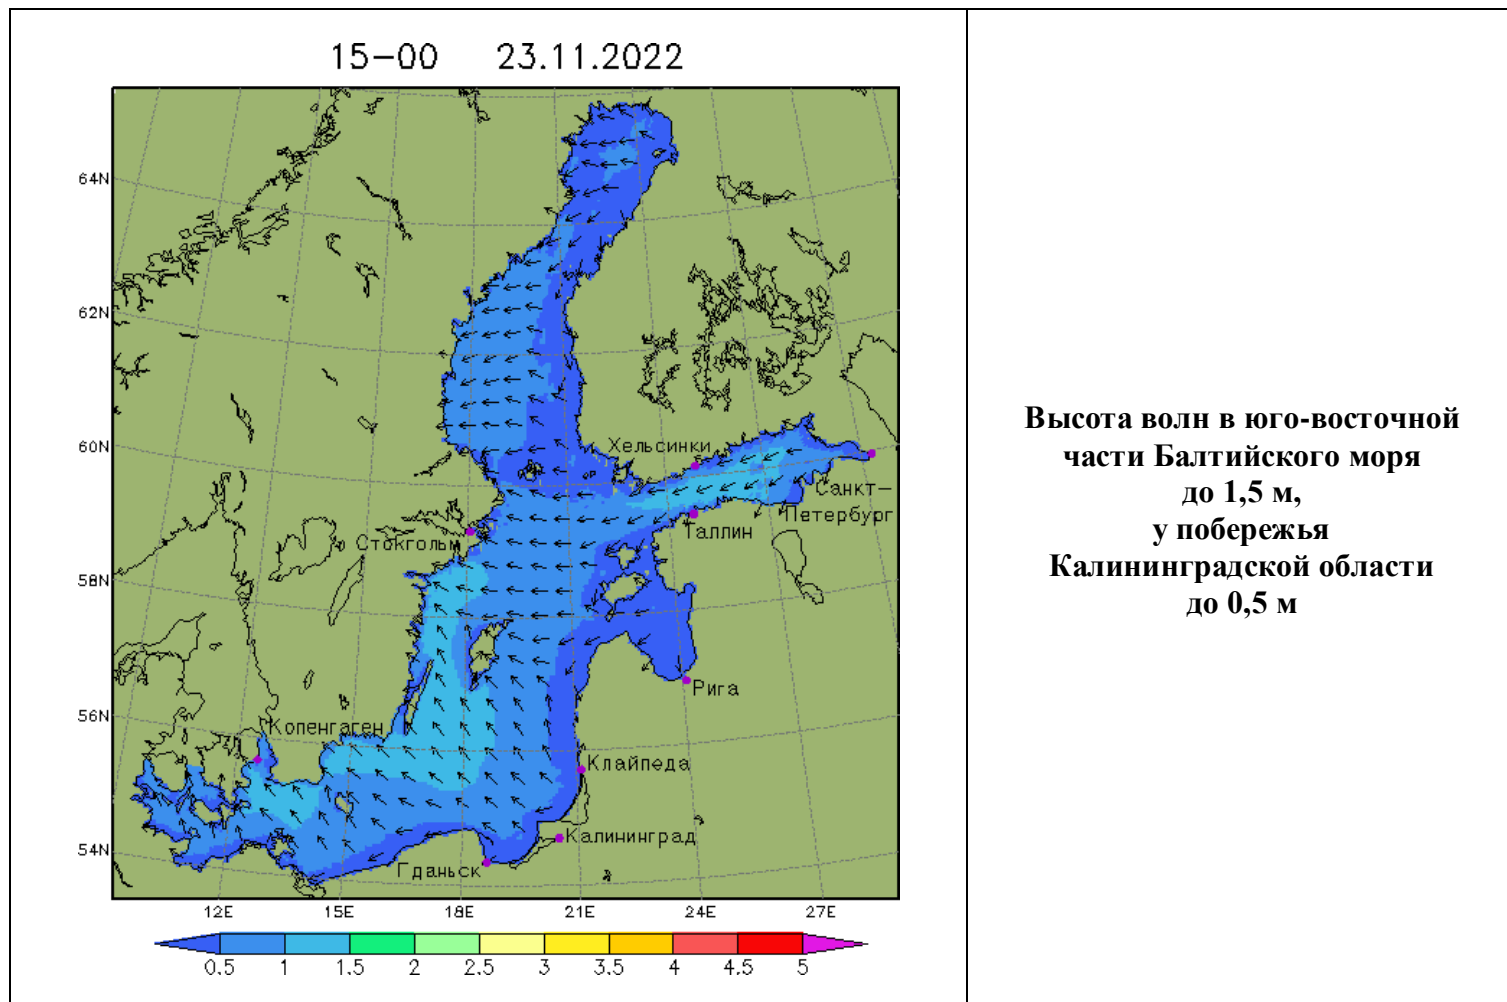 15-00 23.11.2022
64N
62N
60N
58N
56N
54N
Хельсинки
Санкт-
Петербург
Таллин
Стокгольм
Рига
Копенгаген
Клайпеда
Калининград
Гданьск
12E 15E 18E 21E 24E 27E
0.5 1 1.5 2 2.5 3 3.5 4 4.5 5
Высота волн в юго-восточной
части Балтийского моря
до 1,5 м,
у побережья
Калининградской области
до 0,5 м